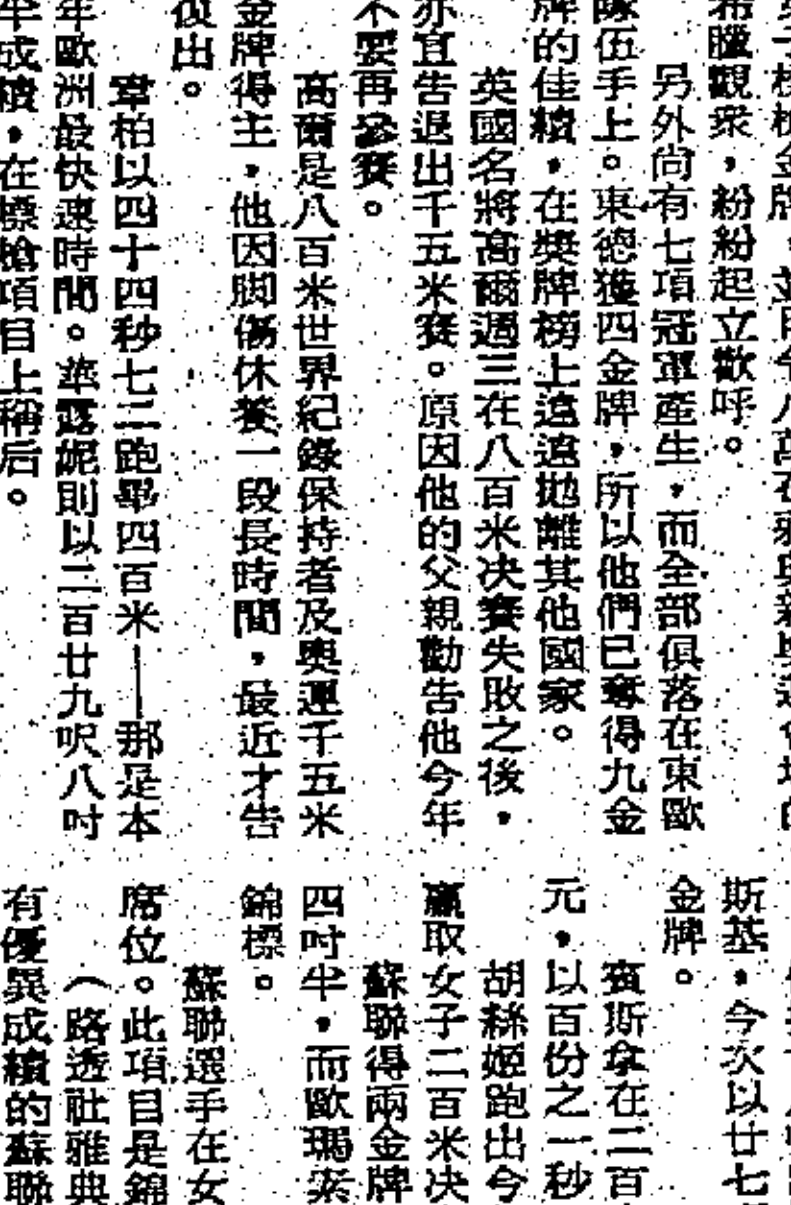 希臘觀衆，紛紛起立歡呼。
另外尚有七項冠軍產生，而全部俱落在東歐
隊伍手上。東德獲四金牌，所以他們已奪得九金
牌的佳績，在獎牌榜上遠遠拋離其他國家。
英國名將高爾週三在八百米决賽失敗之後，
亦宣告退出千五米賽。原因他的父親勸告他今年
不要再參賽。
高爾是八百米世界紀錄保持者及奧運千五米
金牌得主，他因脚傷休養一段長時間，最近才告
復出。
韋柏以四十四秒七二跑畢四百米——那是本
年歐洲最快速時間。華露妮則以二百廿九呎八吋
半成績，在標槍項目上稱后。
斯基，今次以廿七
金牌。
賓斯拿在二百
元，以百份之一秒
胡絲姬跑出今
贏取女子二百米决
蘇聯得兩金牌
四吋半，而歐瑪
錦標。
蘇聯選手在女
席位。此項目是錦
（路透社雅典
有優異成績的蘇聯